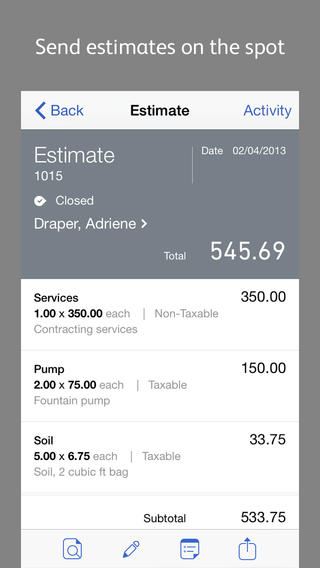 Send estimates on the spot
Back Estimate Activity
Estimate
1015
Date 02/04/2013
Closed
Draper, Adriene >
Total 545.69
Services 350.00
1.00 x 350.00 each | Non-Taxable
Contracting services
Pump 150.00
2.00 x 75.00 each | Taxable
Fountain pump
Soil 33.75
5.00 x 6.75 each | Taxable
Soil, 2 cubic ft bag
Subtotal 533.75